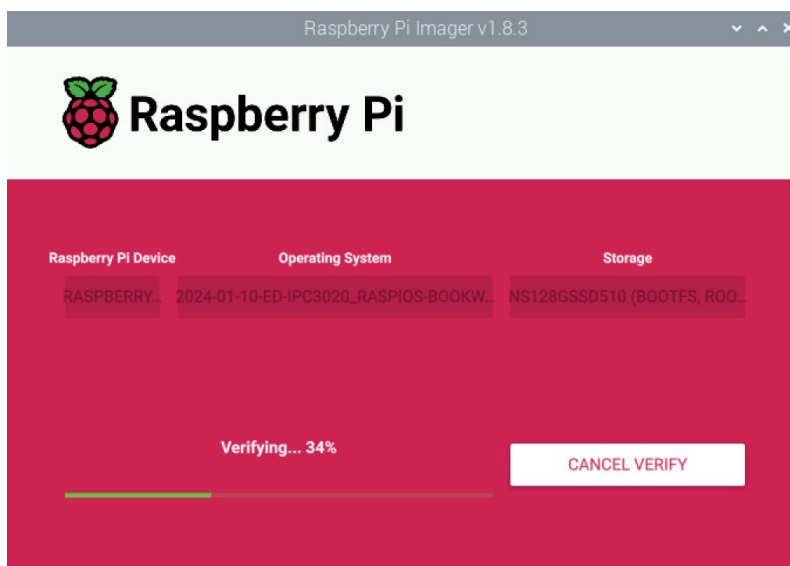 Raspberry Pi Imager v1.8.3
Raspberry Pi
Raspberry Pi Device Operating System Storage
RASPBERRY... 2024-01-10-ED-IPC3020_RASPIOS-BOOKW... NS128GSSD510 (BOOTFS, ROO...
Verifying... 34%
CANCEL VERIFY